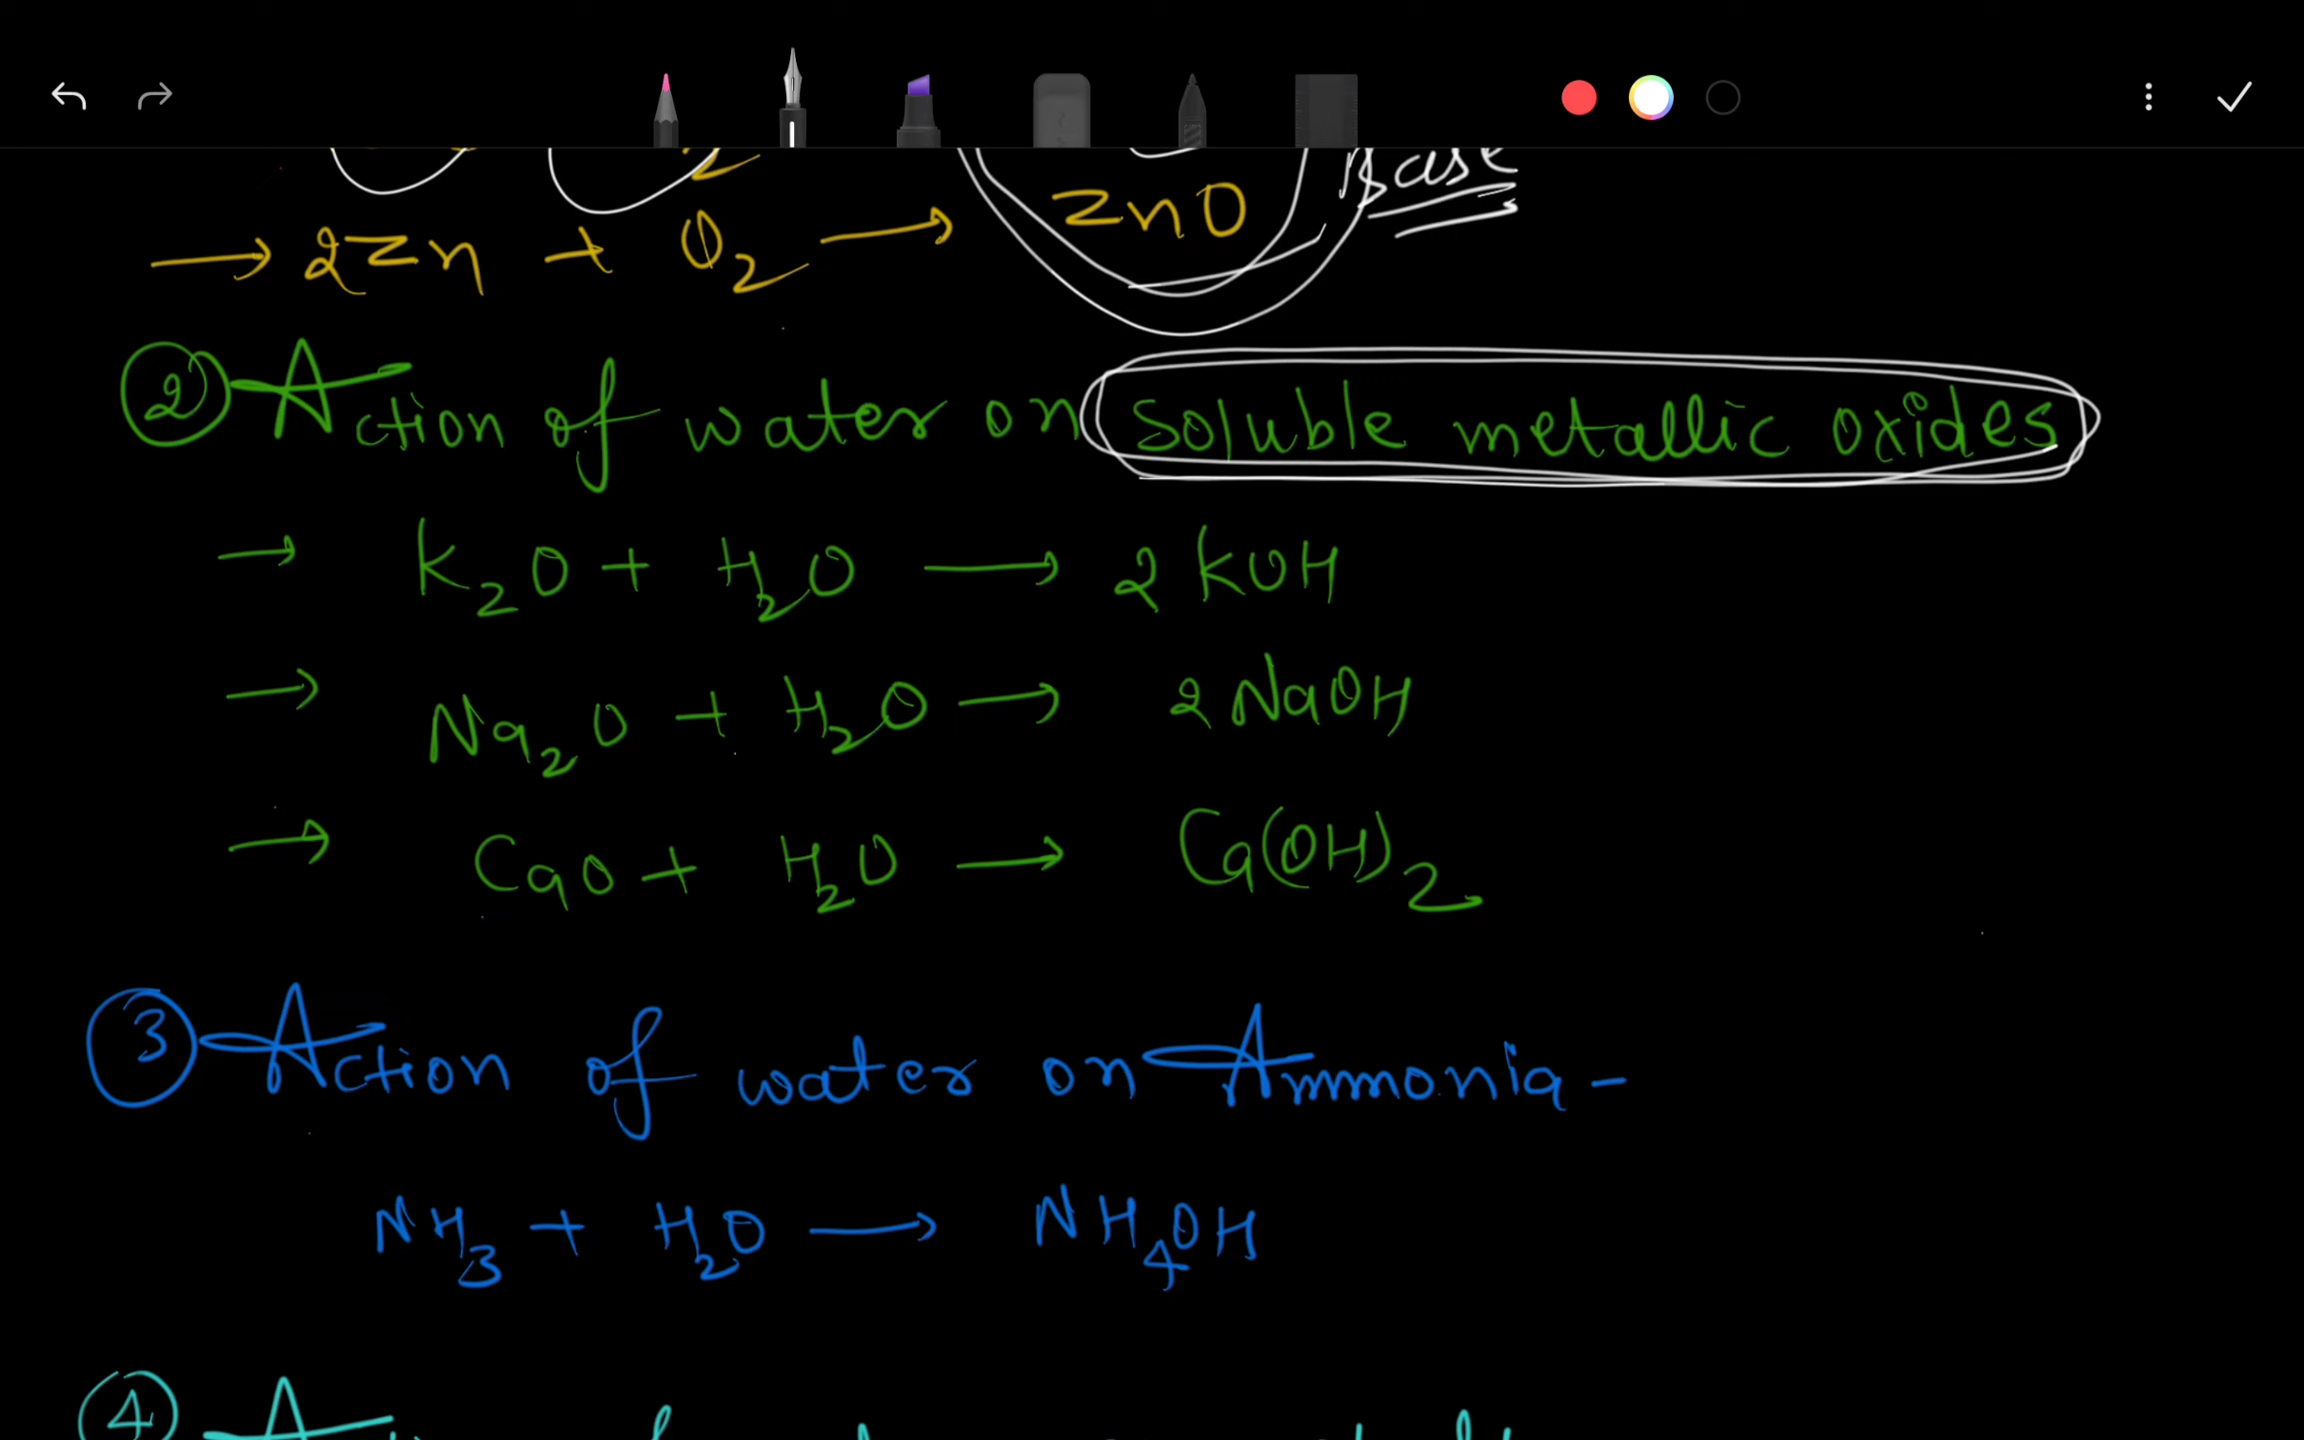 Base
→ 2Zn + O₂ → ZnO
② Action of water on soluble metallic oxides
→ K₂O + H₂O → 2KOH
→ Na₂O + H₂O → 2NaOH
→ CaO + H₂O → Ca(OH)₂
③ Action of water on Ammonia -
NH₃ + H₂O → NH₄OH
④